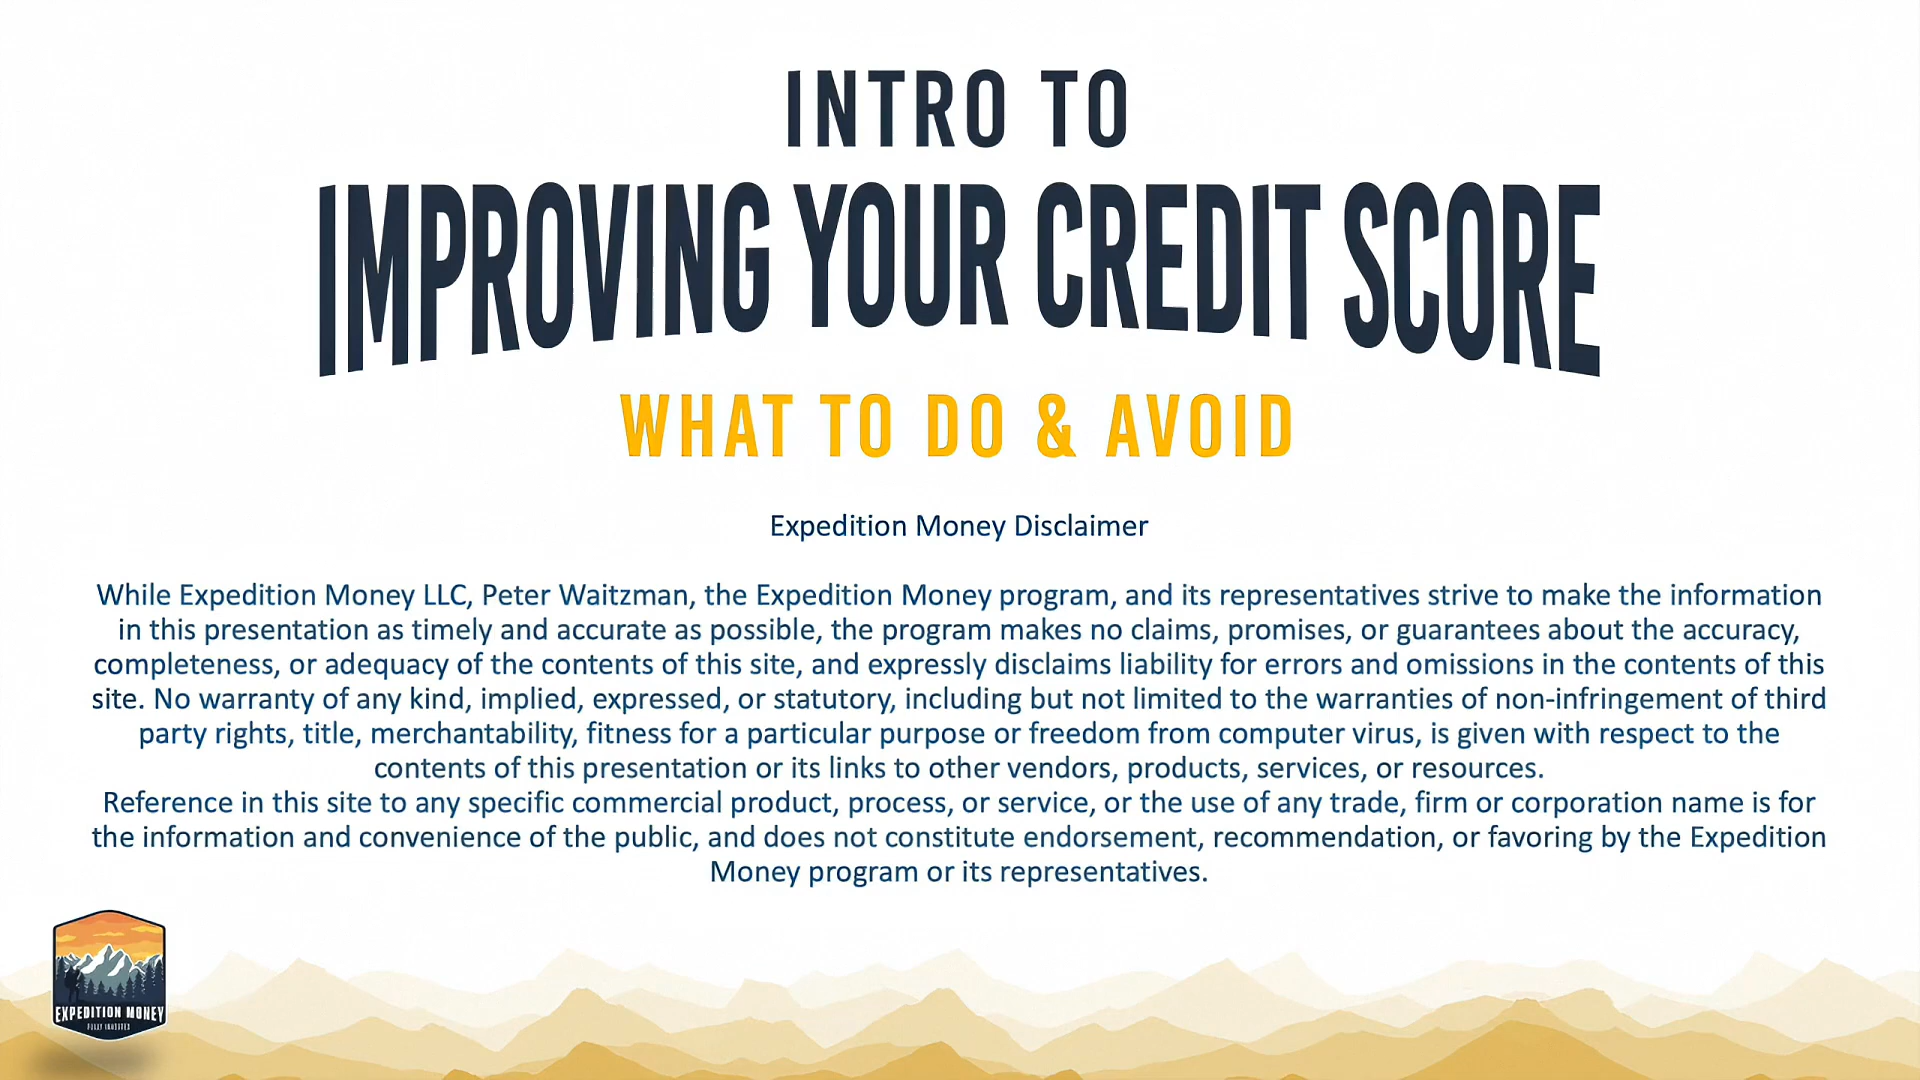 INTRO TO
IMPROVING YOUR CREDIT SCORE
WHAT TO DO & AVOID
Expedition Money Disclaimer
While Expedition Money LLC, Peter Waitzman, the Expedition Money program, and its representatives strive to make the information
in this presentation as timely and accurate as possible, the program makes no claims, promises, or guarantees about the accuracy,
completeness, or adequacy of the contents of this site, and expressly disclaims liability for errors and omissions in the contents of this
site. No warranty of any kind, implied, expressed, or statutory, including but not limited to the warranties of non-infringement of third
party rights, title, merchantability, fitness for a particular purpose or freedom from computer virus, is given with respect to the
contents of this presentation or its links to other vendors, products, services, or resources.
Reference in this site to any specific commercial product, process, or service, or the use of any trade, firm or corporation name is for
the information and convenience of the public, and does not constitute endorsement, recommendation, or favoring by the Expedition
Money program or its representatives.
EXPEDITION MONEY